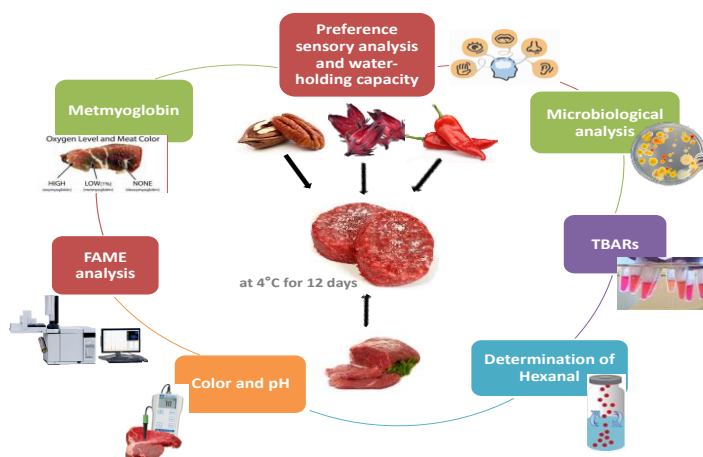 Preference
sensory analysis
and water-
holding capacity
Metmyoglobin
Microbiological
analysis
Oxygen Level and Meat Color
HIGH
LOW(1%)
NONE
TBARs
FAME
analysis
at 4°C for 12 days
Determination of
Hexanal
Color and pH